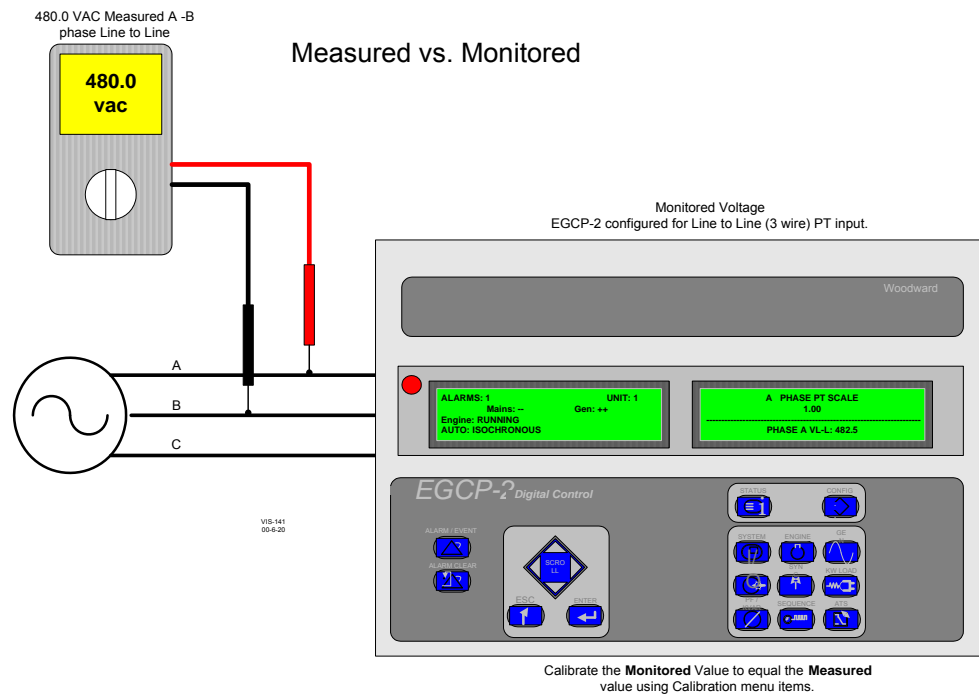 480.0 VAC Measured A -B
phase Line to Line
Measured vs. Monitored
480.0
vac
Monitored Voltage
EGCP-2 configured for Line to Line (3 wire) PT input.
Woodward
A
B
C
ALARMS: 1 UNIT: 1
Mains: -- Gen: ++
Engine: RUNNING
AUTO: ISOCHRONOUS
A PHASE PT SCALE
1.00
PHASE A VL-L: 482.5
EGCP-2 Digital Control
VIS-141
00-6-20
STATUS CONFIG
ALARM / EVENT
ALARM CLEAR
SCRO
LL
ESC ENTER
SYSTEM ENGINE GE
SYN KW LOAD
SEQUENCE ATS
Calibrate the Monitored Value to equal the Measured
value using Calibration menu items.